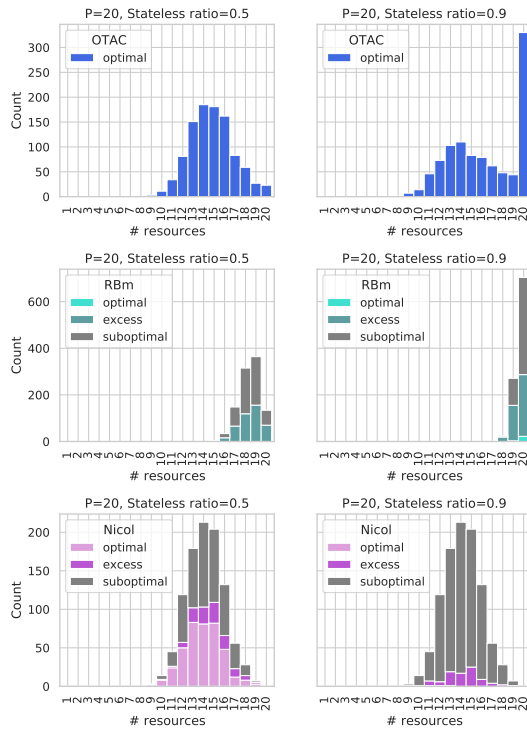 P=20, Stateless ratio=0.5
P=20, Stateless ratio=0.9
300
250
200
150
100
50
0
Count
OTAC
optimal
OTAC
optimal
1 2 3 4 5 6 7 8 9 10 11 12 13 14 15 16 17 18 19 20
1 2 3 4 5 6 7 8 9 10 11 12 13 14 15 16 17 18 19 20
# resources
# resources
P=20, Stateless ratio=0.5
P=20, Stateless ratio=0.9
600
400
200
0
Count
RBm
optimal
excess
suboptimal
RBm
optimal
excess
suboptimal
1 2 3 4 5 6 7 8 9 10 11 12 13 14 15 16 17 18 19 20
1 2 3 4 5 6 7 8 9 10 11 12 13 14 15 16 17 18 19 20
# resources
# resources
P=20, Stateless ratio=0.5
P=20, Stateless ratio=0.9
200
150
100
50
0
Count
Nicol
optimal
excess
suboptimal
Nicol
optimal
excess
suboptimal
1 2 3 4 5 6 7 8 9 10 11 12 13 14 15 16 17 18 19 20
1 2 3 4 5 6 7 8 9 10 11 12 13 14 15 16 17 18 19 20
# resources
# resources